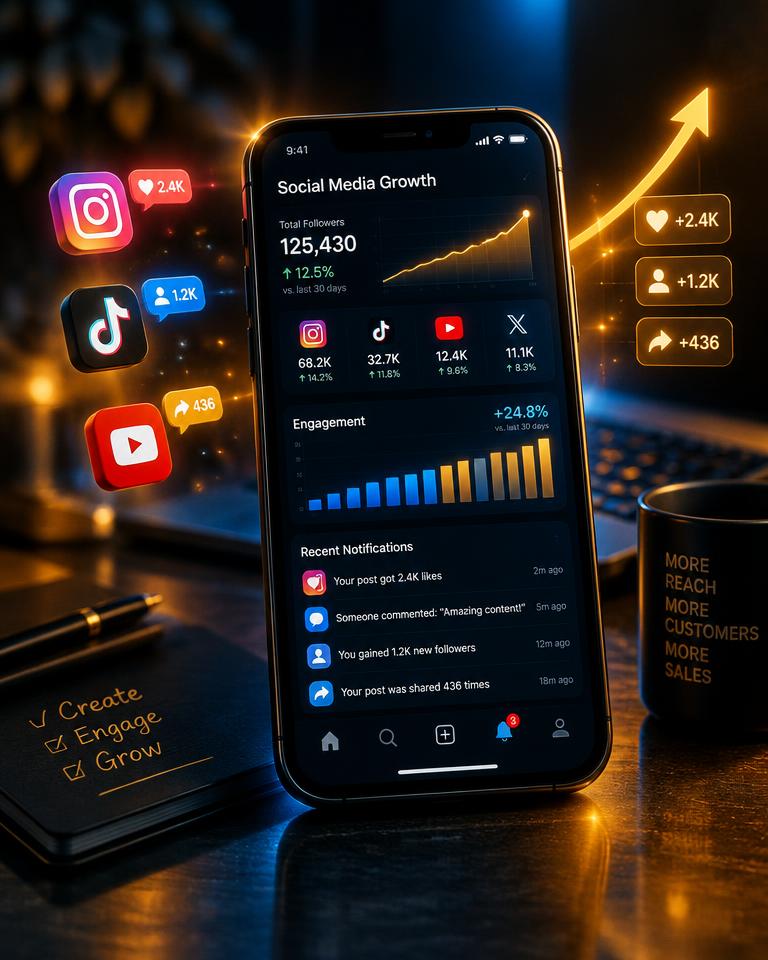 9:41
Social Media Growth
Total Followers
125,430
↑ 12.5%
vs. last 30 days
68.2K
32.7K
12.4K
11.1K
↑ 14.2%
↑ 11.8%
↑ 9.6%
↑ 8.3%
Engagement
+24.8%
vs. last 30 days
Recent Notifications
Your post got 2.4K likes
2m ago
Someone commented: “Amazing content!”
5m ago
You gained 1.2K new followers
12m ago
Your post was shared 436 times
18m ago
3
2.4K
1.2K
436
+2.4K
+1.2K
+436
Create
Engage
Grow
MORE
REACH
MORE
CUSTOMERS
MORE
SALES